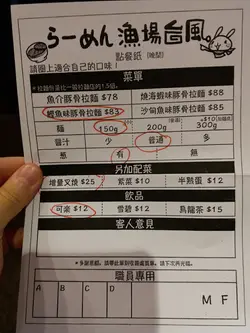 らーめん漁場台風
點餐紙(晚間)
請圈上適合自己的口味!
菜單
魚介豚骨拉麵 $78 燒海蝦味豚骨拉麵 $88
鰹魚味豚骨拉麵 $83 沙甸魚味豚骨拉麵 $85
麵 150g 200g 300g
醬汁 少 普通 多
葱 有 無
另加配菜
增量叉燒 $25 紫菜 $10 半熟蛋 $12
飲品
可樂 $12 雪碧 $12 烏龍茶 $15
客人意見
職員專用
A B C D
M F